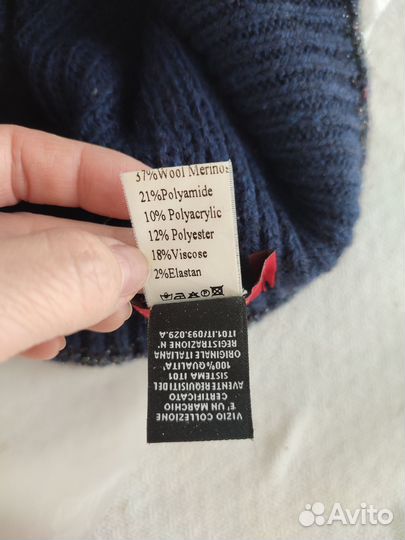 37%Wool Merinos
21%Polyamide
10% Polyacrylic
12% Polyester
18%Viscose
2%Elastan
VIZIO COLLEZIONE
E' UN MARCHIO
CERTIFICATO
AVENTE REQUISITI DEL
SISTEMA IT01
100%QUALITA'
ORIGINALE ITALIANA
REGISTRAZIONE N°
IT01.IT/093.029.A
Avito